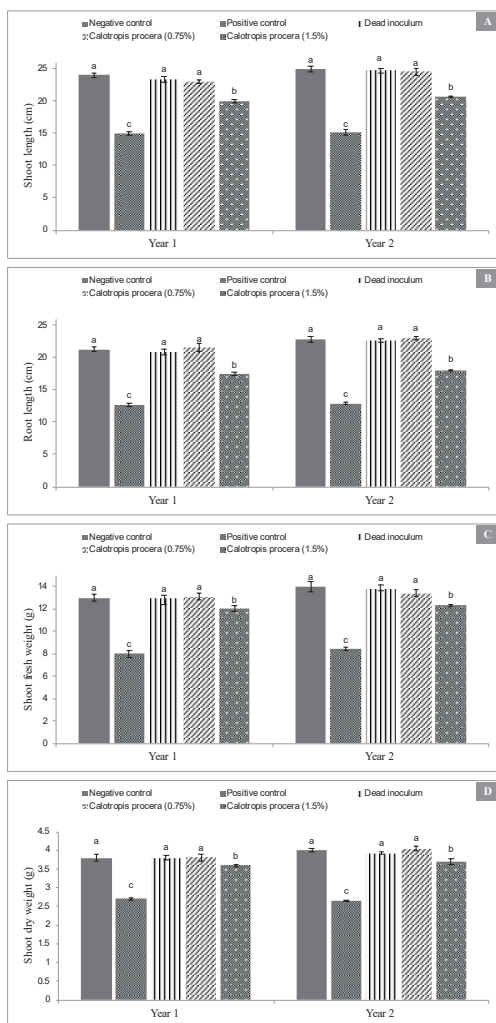 A
Negative control Positive control Dead inoculum
Calotropis procera (0.75%) Calotropis procera (1.5%)
Shoot length (cm)
25
20
15
10
5
0
a c a a b a c a a b
Year 1 Year 2
B
Negative control Positive control Dead inoculum
Calotropis procera (0.75%) Calotropis procera (1.5%)
Root length (cm)
25
20
15
10
5
0
a c a a b a c a a b
Year 1 Year 2
C
Negative control Positive control Dead inoculum
Calotropis procera (0.75%) Calotropis procera (1.5%)
Shoot fresh weight (g)
14
12
10
8
6
4
2
0
a c a a b a c a a b
Year 1 Year 2
D
Negative control Positive control Dead inoculum
Calotropis procera (0.75%) Calotropis procera (1.5%)
Shoot dry weight (g)
4.5
4
3.5
3
2.5
2
1.5
1
0.5
0
a c a a b a c a a b
Year 1 Year 2